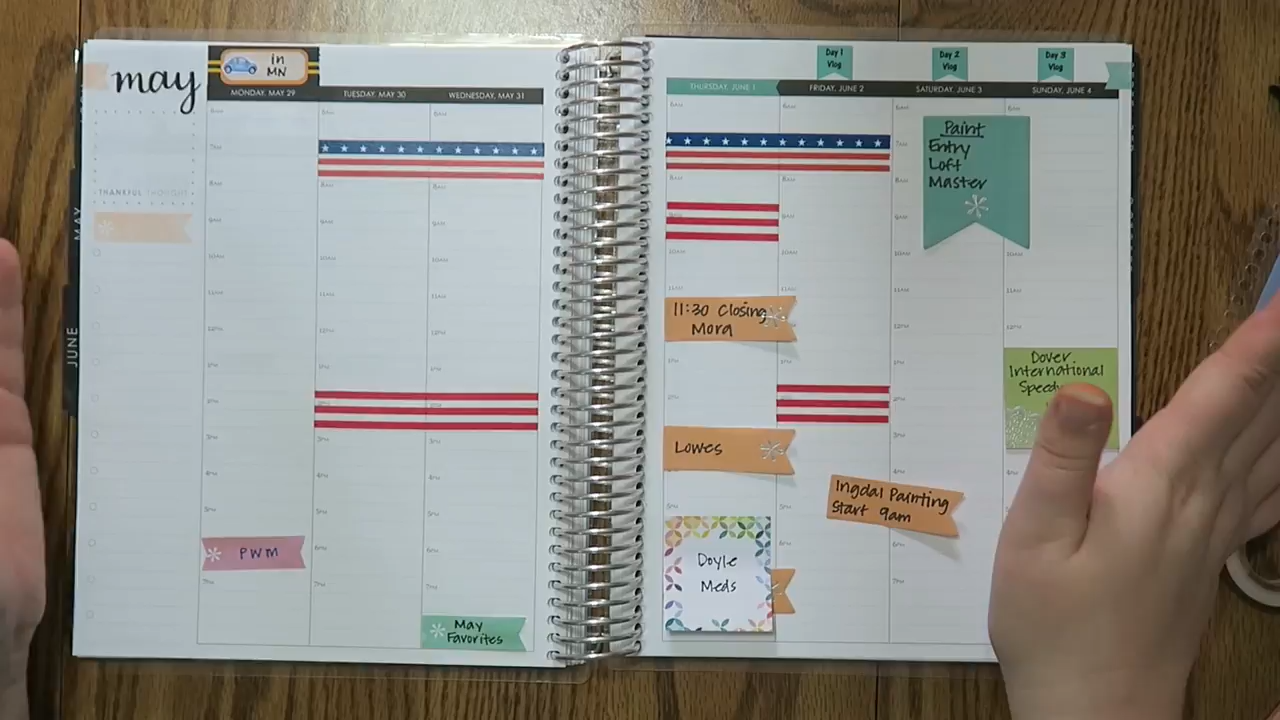 may
in
MN
MONDAY, MAY 29
TUESDAY, MAY 30
WEDNESDAY, MAY 31
THANKFUL THOUGHTS
MAY
JUNE
PWM
May
Favorites
Day 1
Vlog
Day 2
Vlog
Day 3
Vlog
THURSDAY, JUNE 1
FRIDAY, JUNE 2
SATURDAY, JUNE 3
SUNDAY, JUNE 4
Paint
Entry
Loft
Master
11:30 Closing
Mora
Lowes
Doyle
Meds
Ingdal Painting
Start 9am
Dover
International